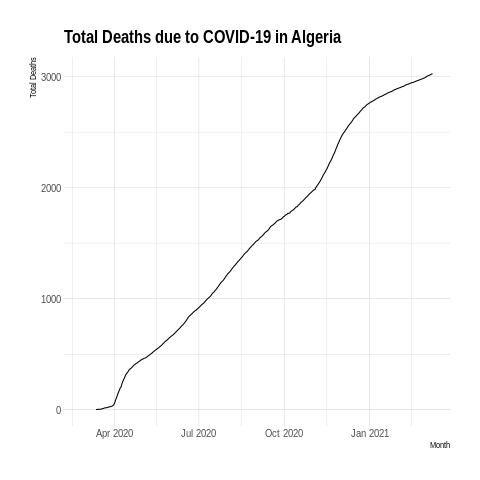 Total Deaths due to COVID-19 in Algeria
Total Deaths
3000
2000
1000
0
Apr 2020 Jul 2020 Oct 2020 Jan 2021
Month